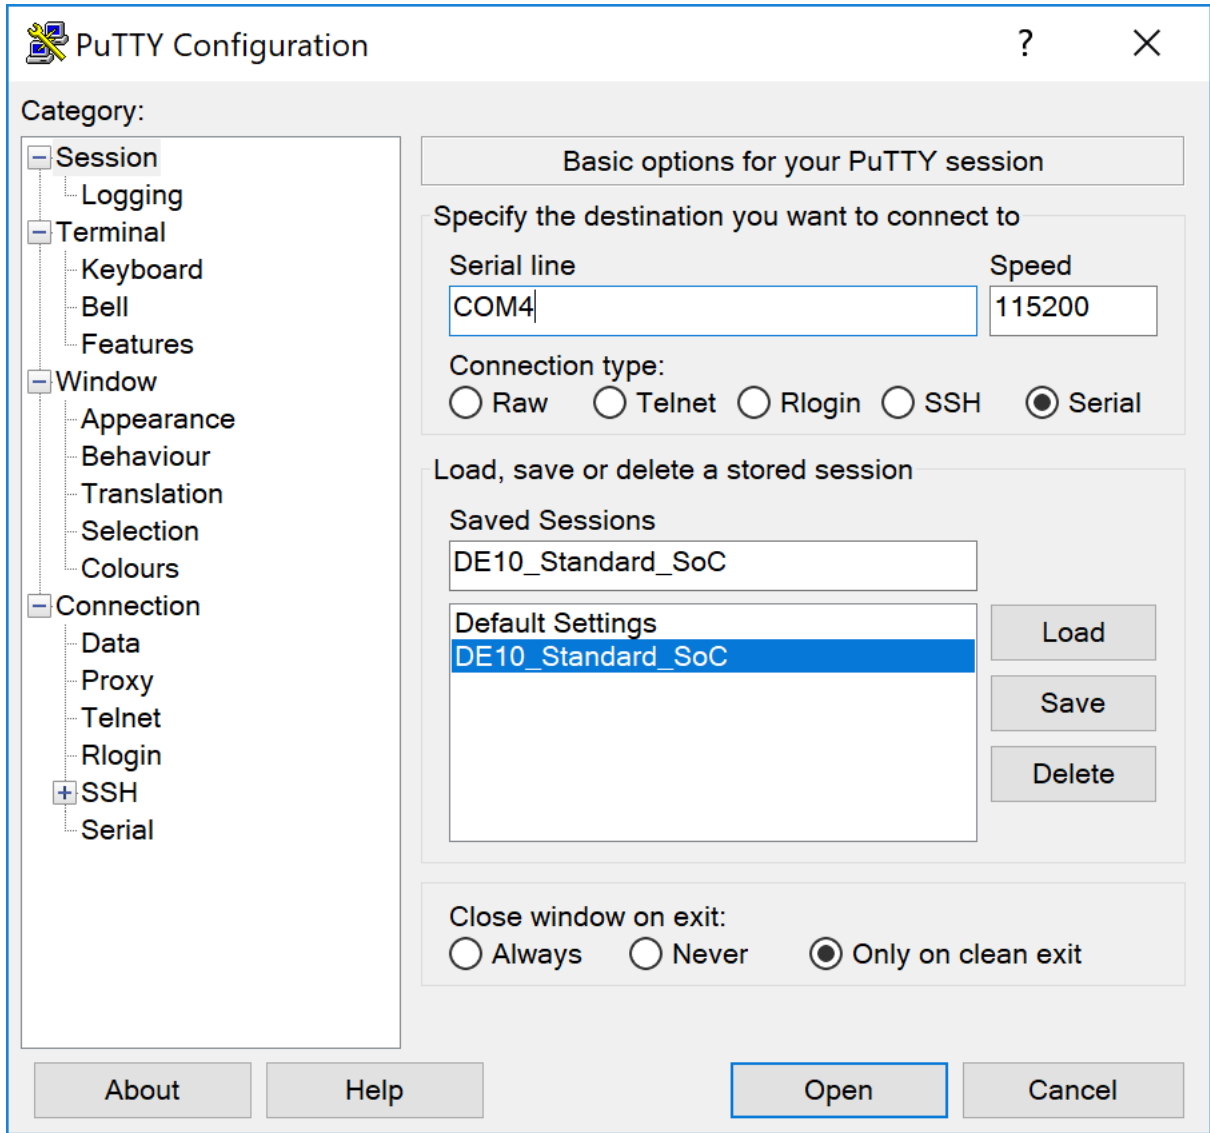 PuTTY Configuration
Category:
Session
Logging
Terminal
Keyboard
Bell
Features
Window
Appearance
Behaviour
Translation
Selection
Colours
Connection
Data
Proxy
Telnet
Rlogin
SSH
Serial
Basic options for your PuTTY session
Specify the destination you want to connect to
Serial line Speed
COM4 115200
Connection type:
Raw Telnet Rlogin SSH Serial
Load, save or delete a stored session
Saved Sessions
DE10_Standard_SoC
Default Settings
DE10_Standard_SoC
Load
Save
Delete
Close window on exit:
Always Never Only on clean exit
About Help Open Cancel